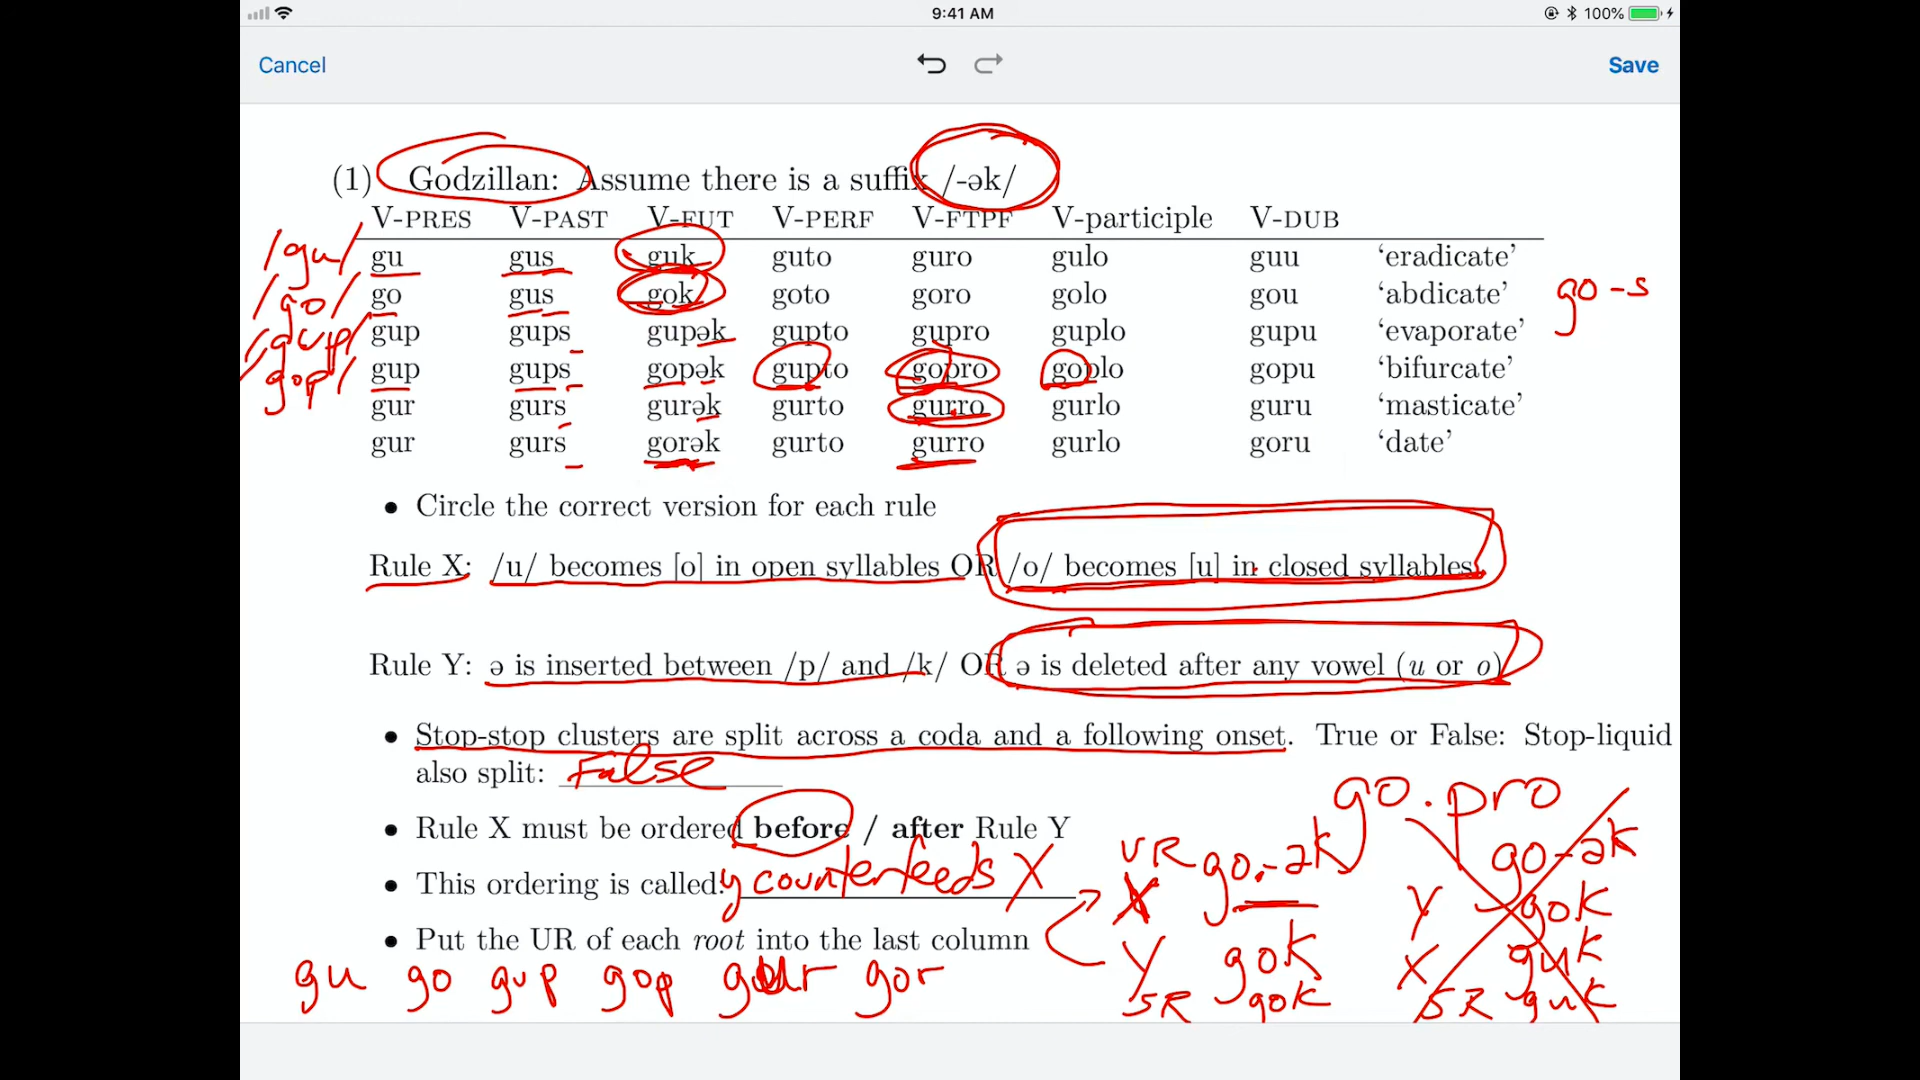 9:41 AM
100%
Cancel
Save
(1) Godzillan: Assume there is a suffix /-ək/
V-PRES V-PAST V-FUT V-PERF V-FTPF V-participle V-DUB
/gu/ gu gus guk guto guro gulo guu ‘eradicate’
/go/ go gus gok goto goro golo gou ‘abdicate’ go-s
/gup/ gup gups gupək gupto gupro guplo gupu ‘evaporate’
/gop/ gup gups gopək gupto gopro goplo gopu ‘bifurcate’
gur gurs gurək gurto gurro gurlo guru ‘masticate’
gur gurs gorək gurto gurro gurlo goru ‘date’
• Circle the correct version for each rule
Rule X: /u/ becomes [o] in open syllables OR /o/ becomes [u] in closed syllables
Rule Y: ə is inserted between /p/ and /k/ OR ə is deleted after any vowel (u or o)
• Stop-stop clusters are split across a coda and a following onset. True or False: Stop-liquid
also split: False
go.pro
• Rule X must be ordered before / after Rule Y
UR go-ək
go-ək
• This ordering is called: Y counterfeeds X
X
Y gok
• Put the UR of each root into the last column
Y gok
X guk
gu go gup gop gur gor
SR gok
SR guk